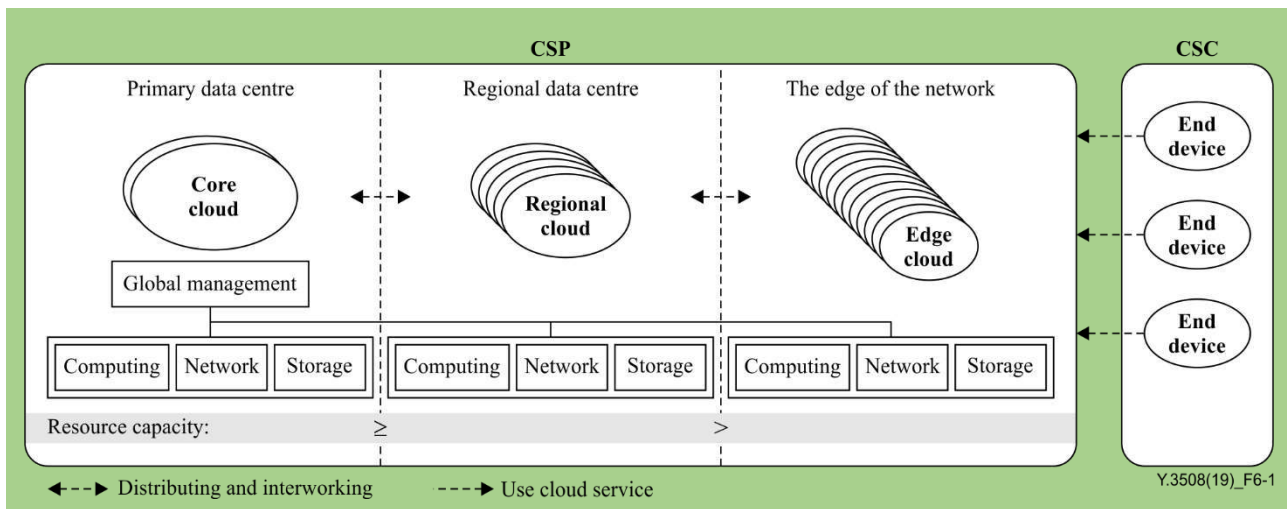 CSP
CSC
Primary data centre
Regional data centre
The edge of the network
Core
cloud
Regional
cloud
Edge
cloud
End
device
End
device
End
device
Global management
Computing
Network
Storage
Computing
Network
Storage
Computing
Network
Storage
Resource capacity:
≥
>
Distributing and interworking
Use cloud service
Y.3508(19)_F6-1